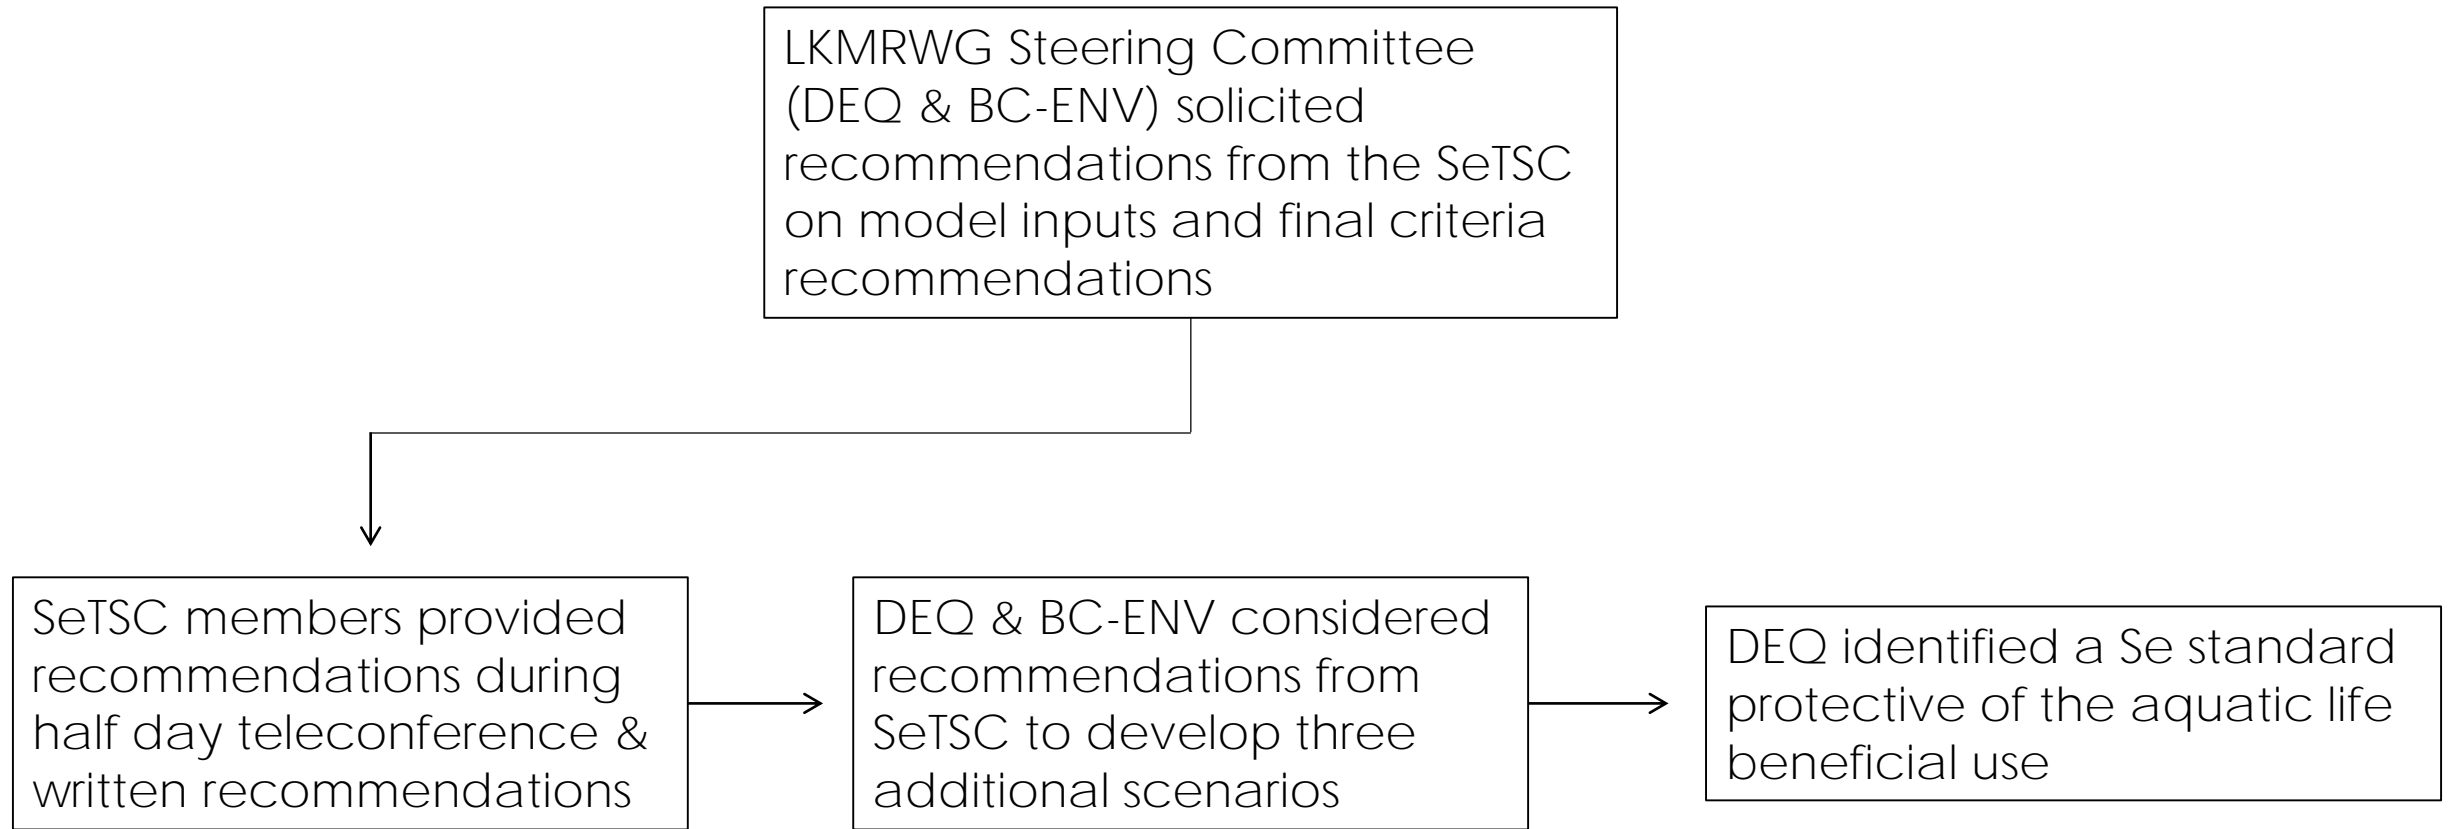 LKMRWG Steering Committee
(DEQ & BC-ENV) solicited
recommendations from the SeTSC
on model inputs and final criteria
recommendations
SeTSC members provided
recommendations during
half day teleconference &
written recommendations
DEQ & BC-ENV considered
recommendations from
SeTSC to develop three
additional scenarios
DEQ identified a Se standard
protective of the aquatic life
beneficial use